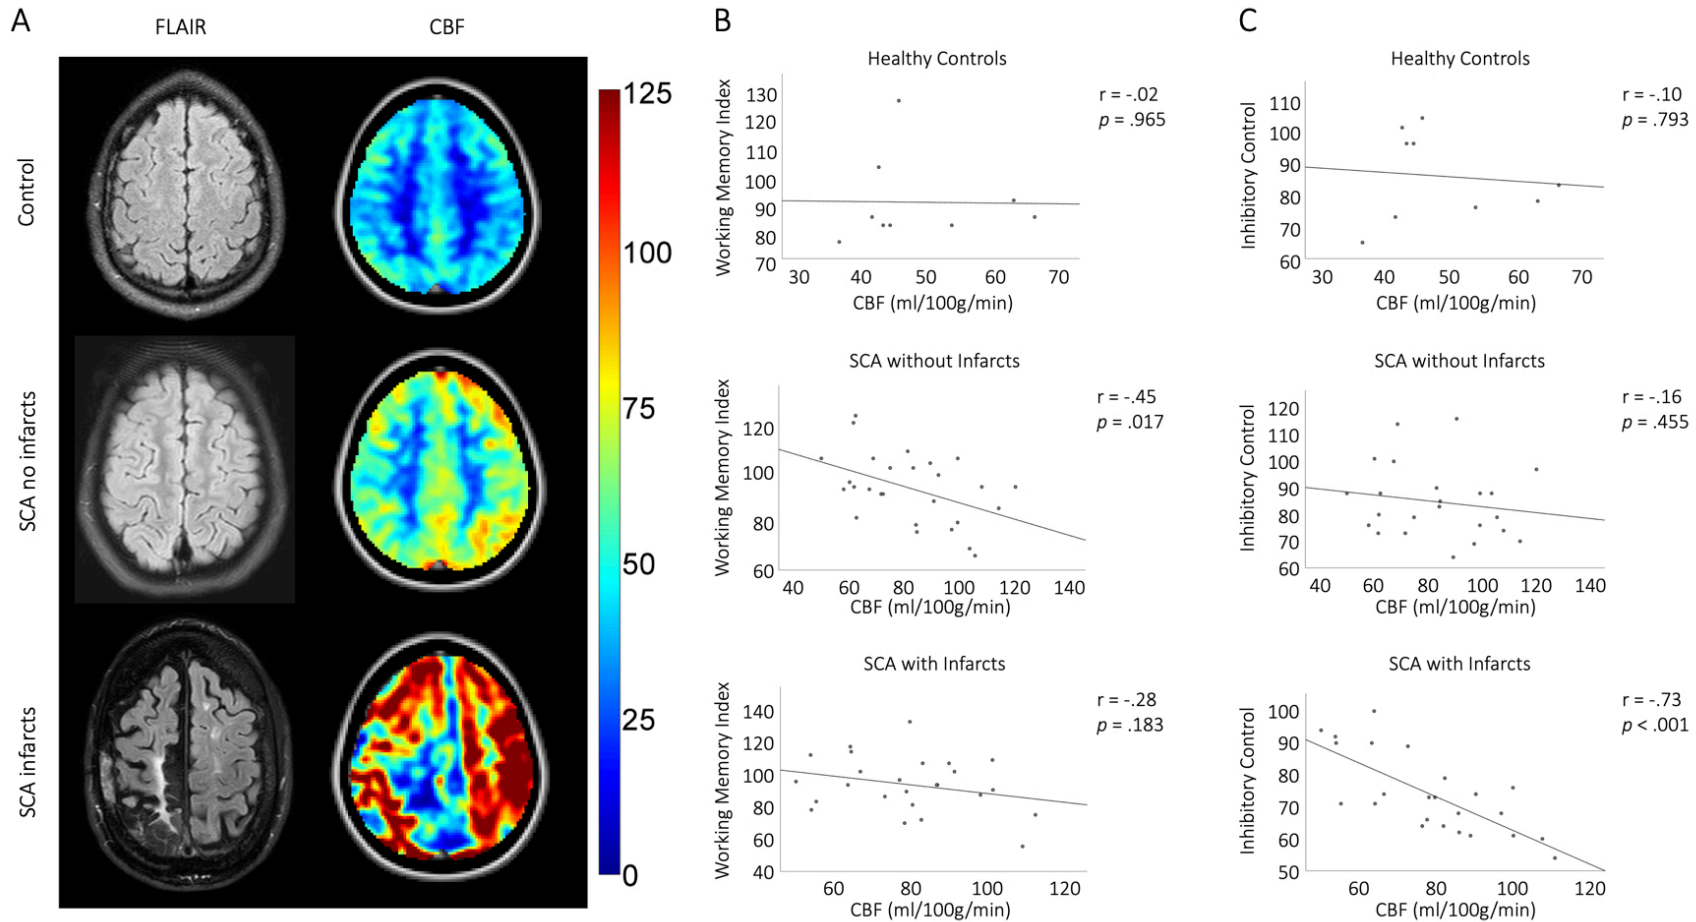 A
FLAIR
CBF
Control
SCA no infarcts
SCA infarcts
125
100
75
50
25
0
B
Healthy Controls
r = -.02
p = .965
Working Memory Index
130
120
110
100
90
80
70
30 40 50 60 70
CBF (ml/100g/min)
SCA without Infarcts
r = -.45
p = .017
Working Memory Index
120
100
80
60
40 60 80 100 120 140
CBF (ml/100g/min)
SCA with Infarcts
r = -.28
p = .183
Working Memory Index
140
120
100
80
60
40
60 80 100 120
CBF (ml/100g/min)
C
Healthy Controls
r = -.10
p = .793
Inhibitory Control
110
100
90
80
70
60
30 40 50 60 70
CBF (ml/100g/min)
SCA without Infarcts
r = -.16
p = .455
Inhibitory Control
120
110
100
90
80
70
60
40 60 80 100 120 140
CBF (ml/100g/min)
SCA with Infarcts
r = -.73
p < .001
Inhibitory Control
100
90
80
70
60
50
60 80 100 120
CBF (ml/100g/min)